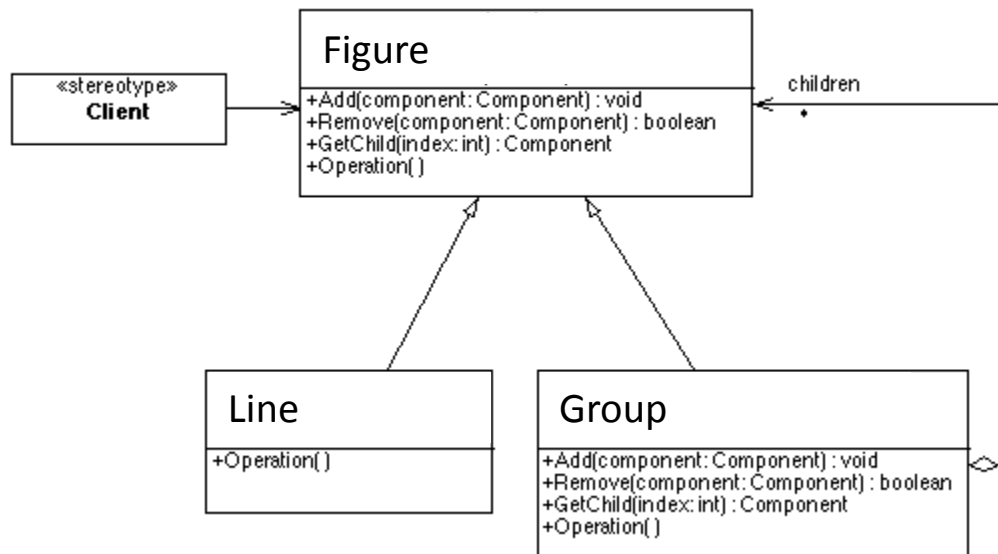 Figure
«stereotype»
Client
+Add(component: Component) : void
+Remove(component: Component) : boolean
+GetChild(index: int) : Component
+Operation( )
children
*
Line
+Operation( )
Group
+Add(component: Component) : void
+Remove(component: Component) : boolean
+GetChild(index: int) : Component
+Operation( )